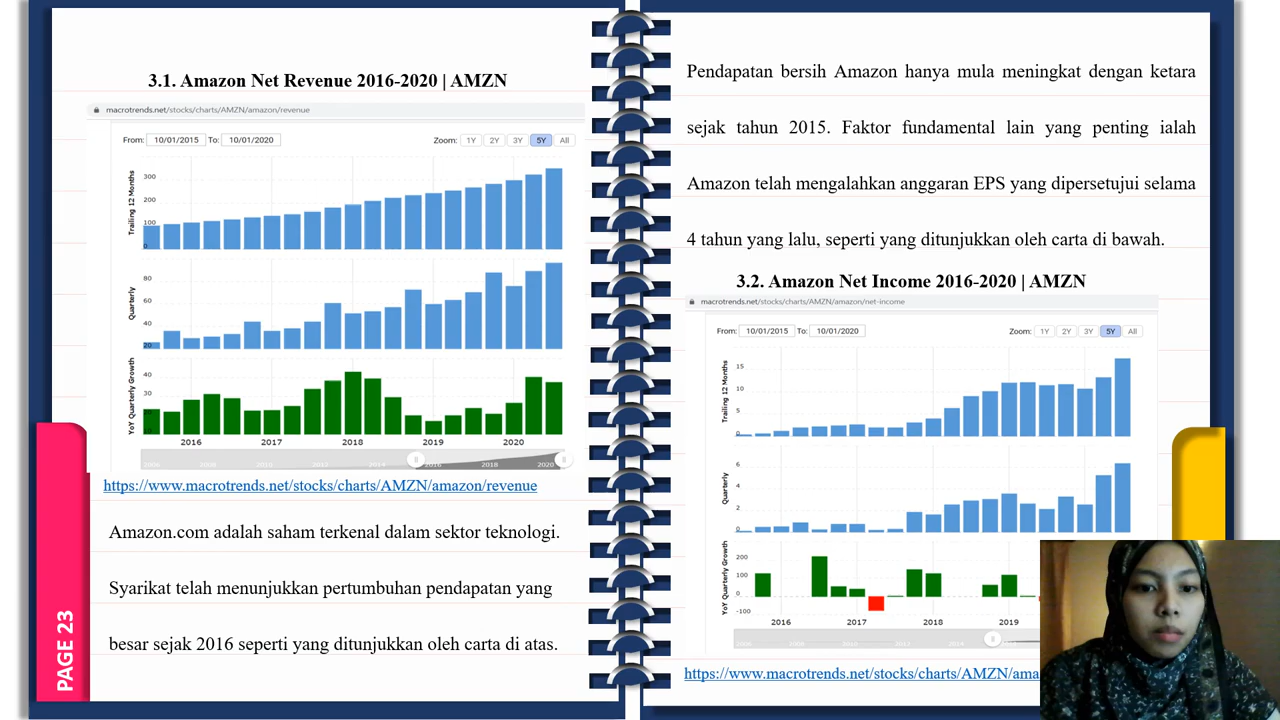 3.1. Amazon Net Revenue 2016-2020 | AMZN
macrotrends.net/stocks/charts/AMZN/amazon/revenue
From: 10/01/2015 To: 10/01/2020 Zoom: 1Y 2Y 3Y 5Y All
Trailing 12 Months
300
200
100
0
Quarterly
80
60
40
20
YoY Quarterly Growth
40
30
20
10
2016 2017 2018 2019 2020
2006 2008 2010 2012 2014 2016 2018 2020
https://www.macrotrends.net/stocks/charts/AMZN/amazon/revenue
Amazon.com adalah saham terkenal dalam sektor teknologi.
Syarikat telah menunjukkan pertumbuhan pendapatan yang
besar sejak 2016 seperti yang ditunjukkan oleh carta di atas.
PAGE 23
Pendapatan bersih Amazon hanya mula meningkat dengan ketara
sejak tahun 2015. Faktor fundamental lain yang penting ialah
Amazon telah mengalahkan anggaran EPS yang dipersetujui selama
4 tahun yang lalu, seperti yang ditunjukkan oleh carta di bawah.
3.2. Amazon Net Income 2016-2020 | AMZN
macrotrends.net/stocks/charts/AMZN/amazon/net-income
From: 10/01/2015 To: 10/01/2020 Zoom: 1Y 2Y 3Y 5Y All
Trailing 12 Months
15
10
5
0
Quarterly
6
4
2
0
YoY Quarterly Growth
200
100
0
-100
2016 2017 2018 2019
https://www.macrotrends.net/stocks/charts/AMZN/ama